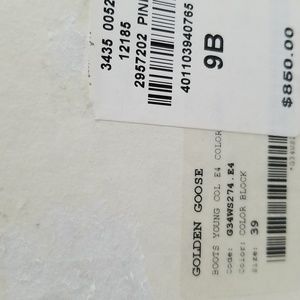 3435 0052
12185
2957202 PIN
401103940765
9B
$850.00
GOLDEN GOOSE
BOOTS YOUNG COL E4 COLOR
Code: G34WS274.E4
Color: COLOR BLOCK
Size: 39